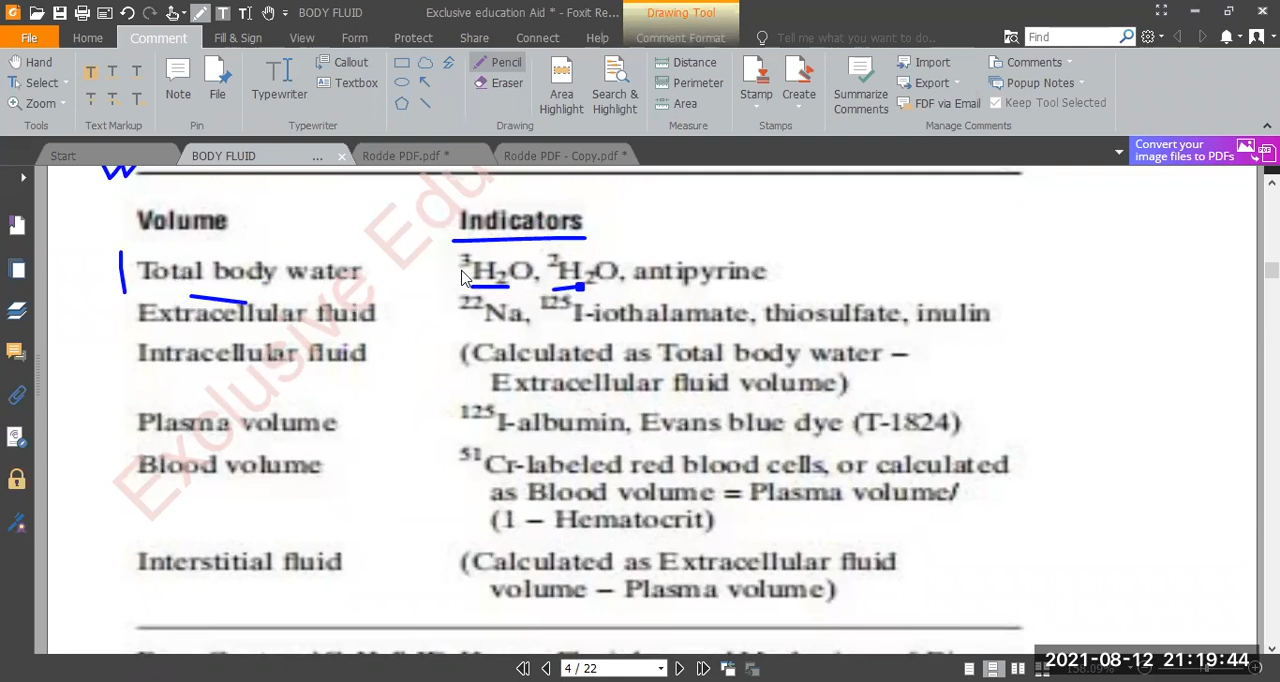 BODY FLUID
Exclusive education Aid * - Foxit Re...
Drawing Tool
File
Home
Comment
Fill & Sign
View
Form
Protect
Share
Connect
Help
Comment Format
Tell me what you want to do..
Find
Hand
Select
Zoom
Tools
Text Markup
Note
File
Pin
Typewriter
Callout
Textbox
Typewriter
Pencil
Eraser
Drawing
Area Highlight
Search & Highlight
Distance
Perimeter
Area
Measure
Stamp
Create
Stamps
Summarize Comments
Import
Export
FDF via Email
Comments
Popup Notes
Keep Tool Selected
Manage Comments
Start
BODY FLUID ...
Rodde PDF.pdf *
Rodde PDF - Copy.pdf *
Convert your
image files to PDFs
Exclusive Edu
Volume Indicators
Total body water ³H₂O, ²H₂O, antipyrine
Extracellular fluid ²²Na, ¹²⁵I-iothalamate, thiosulfate, inulin
Intracellular fluid (Calculated as Total body water –
Extracellular fluid volume)
Plasma volume ¹²⁵I-albumin, Evans blue dye (T-1824)
Blood volume ⁵¹Cr-labeled red blood cells, or calculated
as Blood volume = Plasma volume/
(1 – Hematocrit)
Interstitial fluid (Calculated as Extracellular fluid
volume – Plasma volume)
4 / 22
2021-08-12 21:19:44